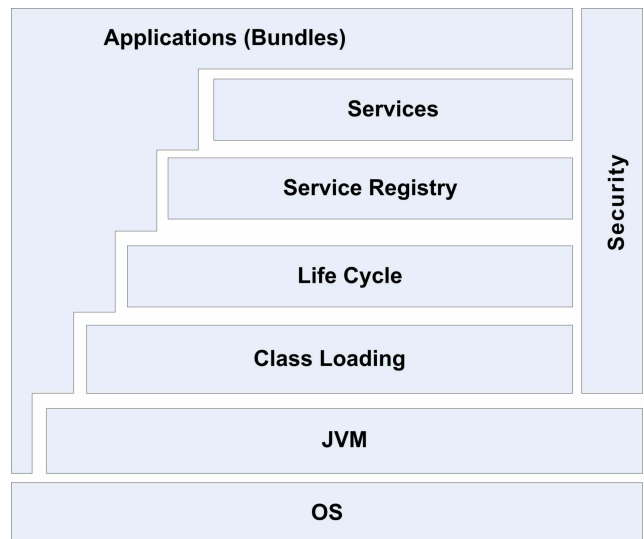 Applications (Bundles)
Services
Service Registry
Life Cycle
Class Loading
Security
JVM
OS